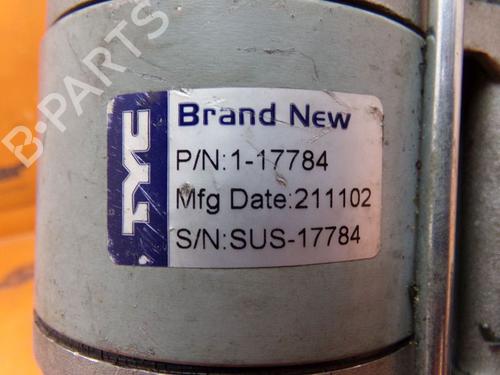 B-PARTS
TYC
Brand New
P/N:1-17784
Mfg Date:211102
S/N:SUS-17784